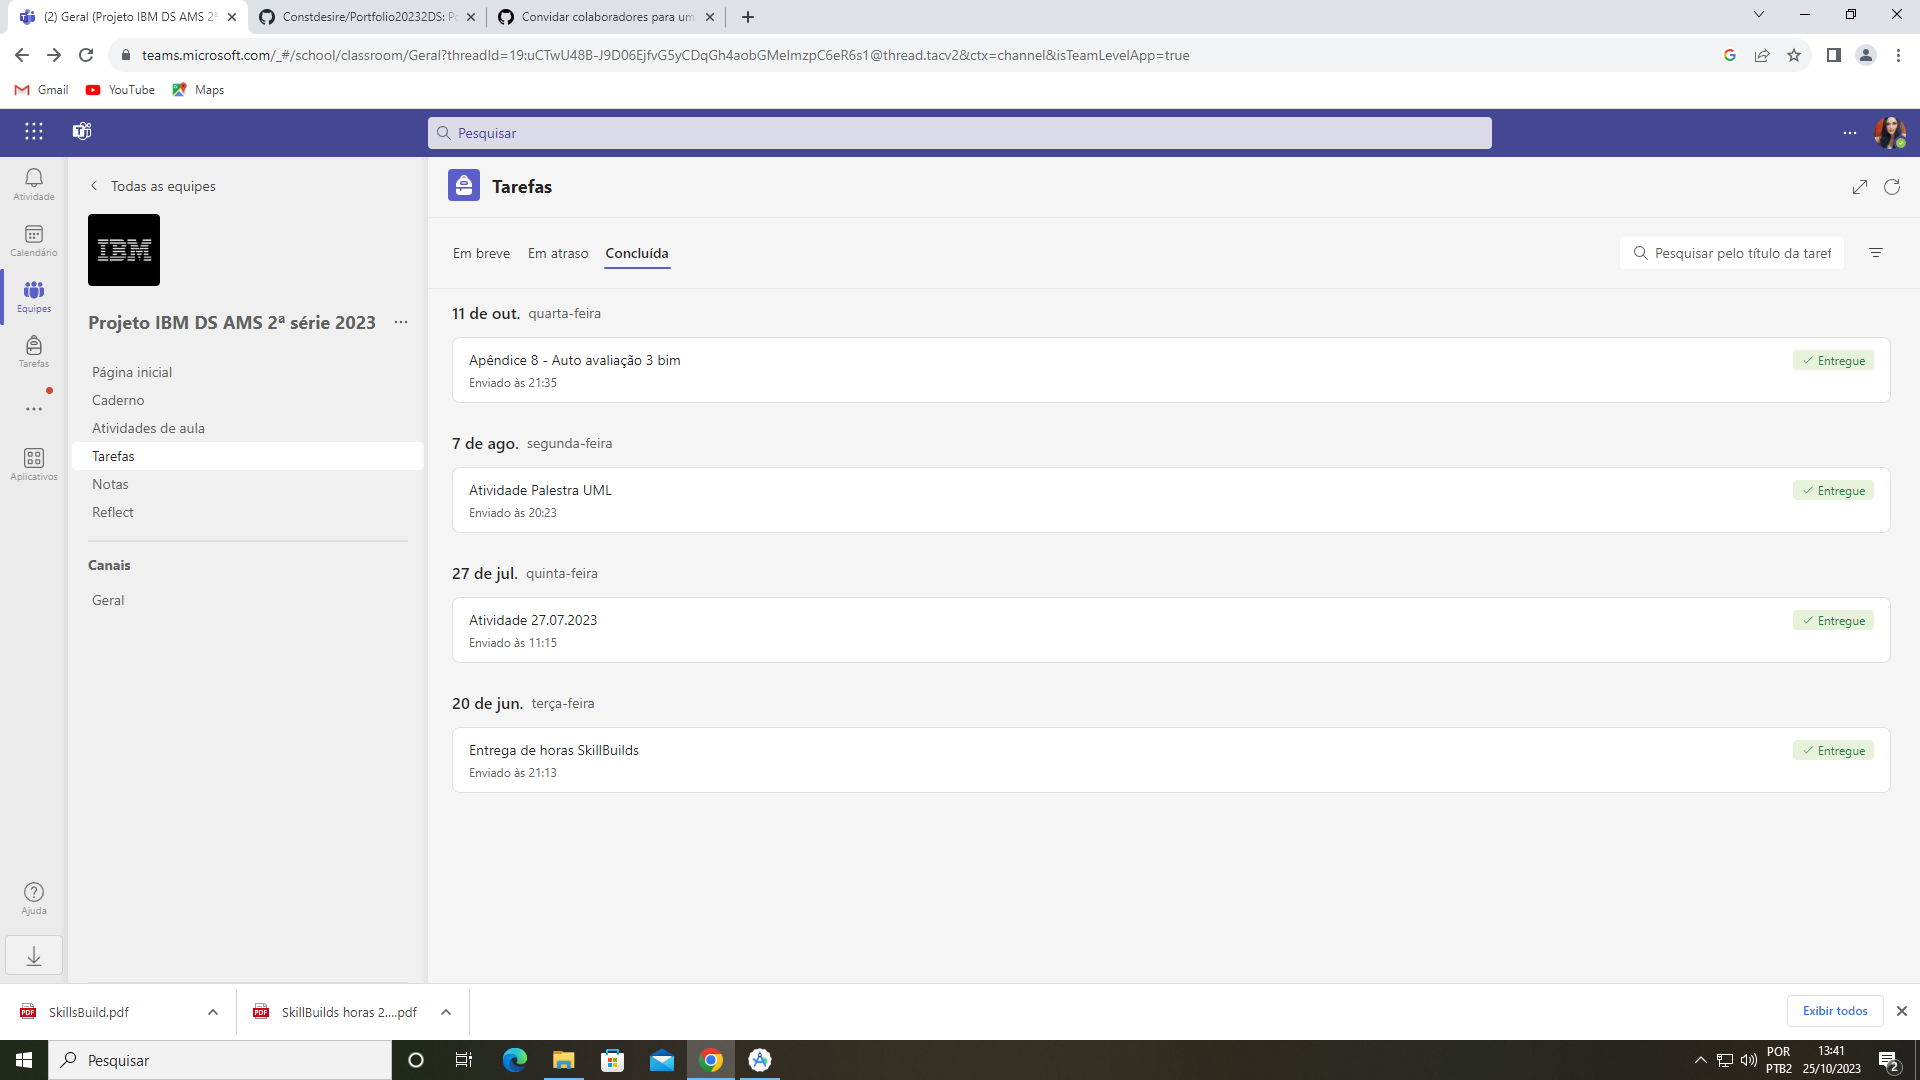 (2) Geral (Projeto IBM DS AMS 2ª
Constdesire/Portfolio20232DS: Po
Convidar colaboradores para um
teams.microsoft.com/_#/school/classroom/Geral?threadId=19:uCTwU48B-J9D06EjfvG5yCDqGh4aobGMelmzpC6eR6s1@thread.tacv2&ctx=channel&isTeamLevelApp=true
Gmail
YouTube
Maps
Pesquisar
Atividade
Calendário
Equipes
Tarefas
Aplicativos
Ajuda
Todas as equipes
IBM
Projeto IBM DS AMS 2ª série 2023
Página inicial
Caderno
Atividades de aula
Tarefas
Notas
Reflect
Canais
Geral
Tarefas
Em breve
Em atraso
Concluída
Pesquisar pelo título da taref
11 de out. quarta-feira
Apêndice 8 - Auto avaliação 3 bim
Entregue
Enviado às 21:35
7 de ago. segunda-feira
Atividade Palestra UML
Entregue
Enviado às 20:23
27 de jul. quinta-feira
Atividade 27.07.2023
Entregue
Enviado às 11:15
20 de jun. terça-feira
Entrega de horas SkillBuilds
Entregue
Enviado às 21:13
PDF
SkillsBuild.pdf
PDF
SkillBuilds horas 2....pdf
Exibir todos
Pesquisar
POR
PTB2
13:41
25/10/2023
2